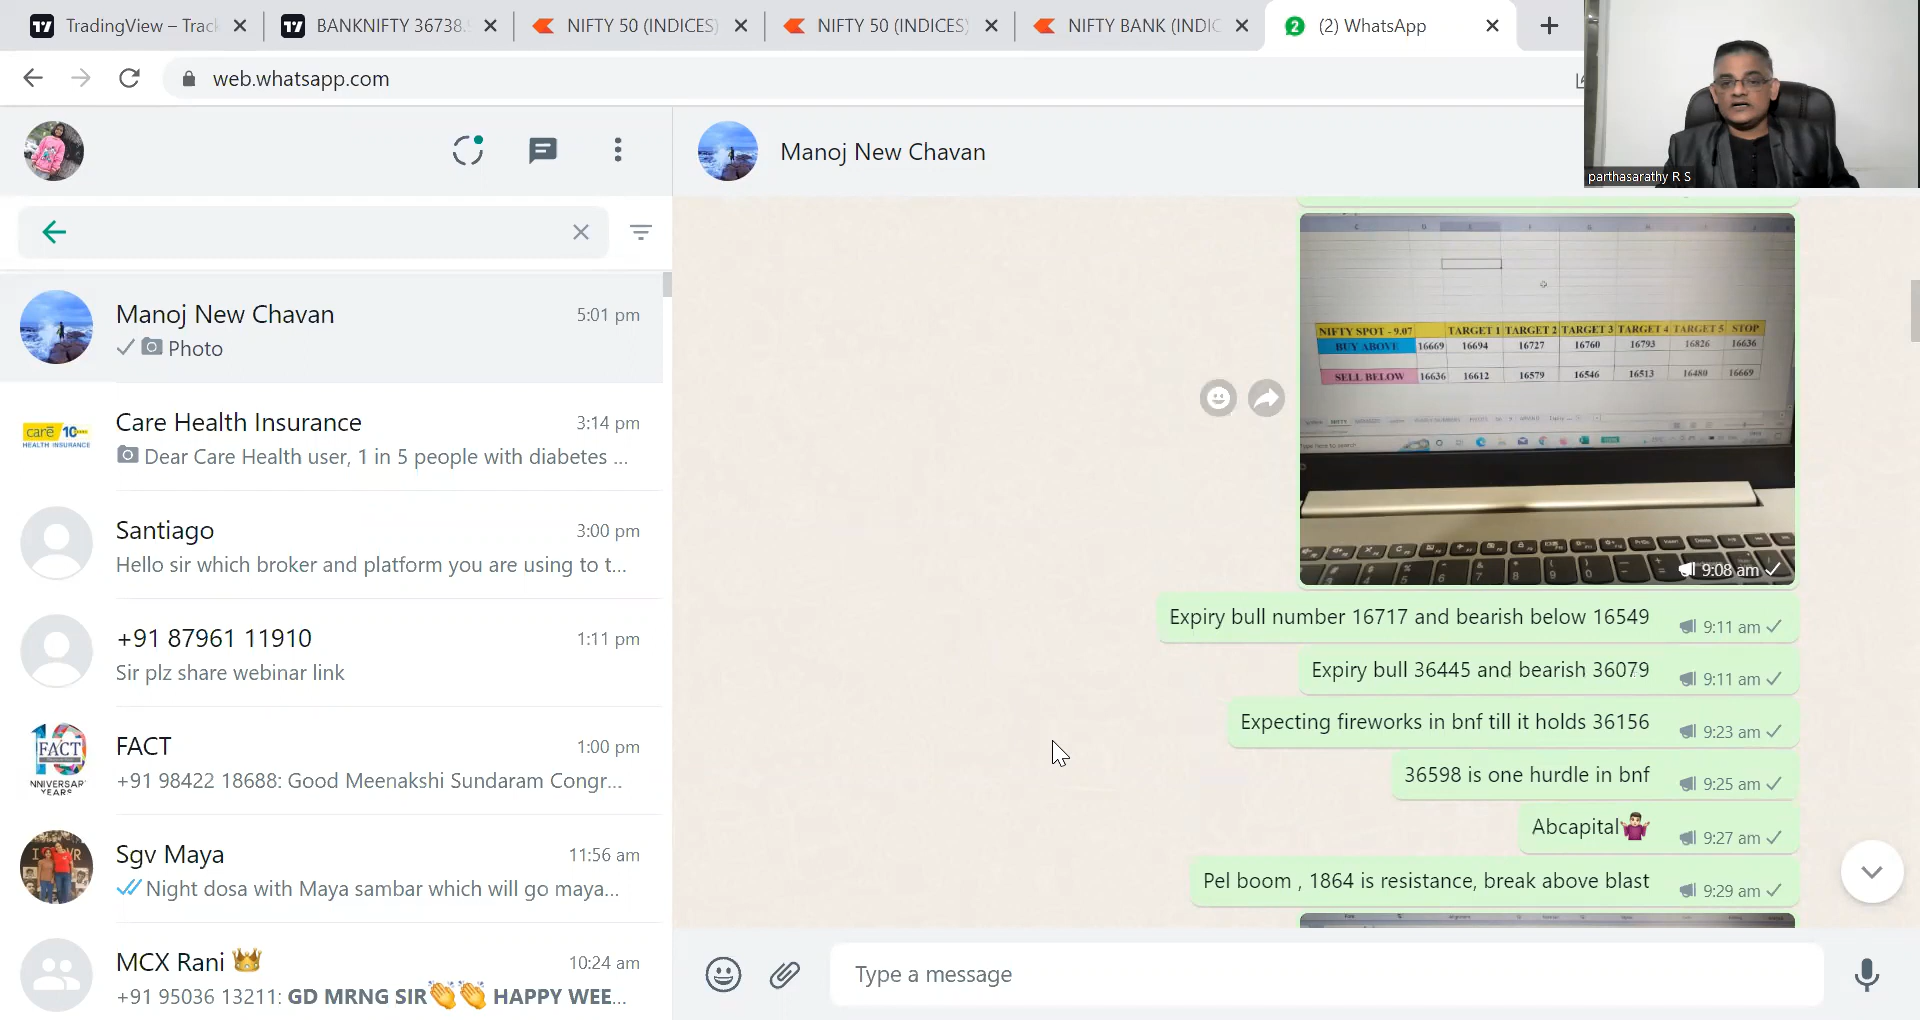 TradingView – Track
BANKNIFTY 36738.
NIFTY 50 (INDICES)
NIFTY 50 (INDICES)
NIFTY BANK (INDIC
(2) WhatsApp
web.whatsapp.com
parthasarathy R S
Manoj New Chavan
Manoj New Chavan
5:01 pm
Photo
Care Health Insurance
3:14 pm
Dear Care Health user, 1 in 5 people with diabetes ...
Santiago
3:00 pm
Hello sir which broker and platform you are using to t...
+91 87961 11910
1:11 pm
Sir plz share webinar link
FACT
1:00 pm
+91 98422 18688: Good Meenakshi Sundaram Congr...
Sgv Maya
11:56 am
Night dosa with Maya sambar which will go maya...
MCX Rani 👑
10:24 am
+91 95036 13211: GD MRNG SIR👏👏 HAPPY WEE...
care 10
HEALTH INSURANCE
FACT
NNIVERSAR
YEARS
NIFTY SPOT - 9.07 TARGET 1 TARGET 2 TARGET 3 TARGET 4 TARGET 5 STOP
BUY ABOVE 16669 16694 16727 16760 16793 16826 16636
SELL BELOW 16636 16612 16579 16546 16513 16480 16669
9:08 am
Expiry bull number 16717 and bearish below 16549
9:11 am
Expiry bull 36445 and bearish 36079
9:11 am
Expecting fireworks in bnf till it holds 36156
9:23 am
36598 is one hurdle in bnf
9:25 am
Abcapital🤷🏻‍♂️
9:27 am
Pel boom , 1864 is resistance, break above blast
9:29 am
Type a message